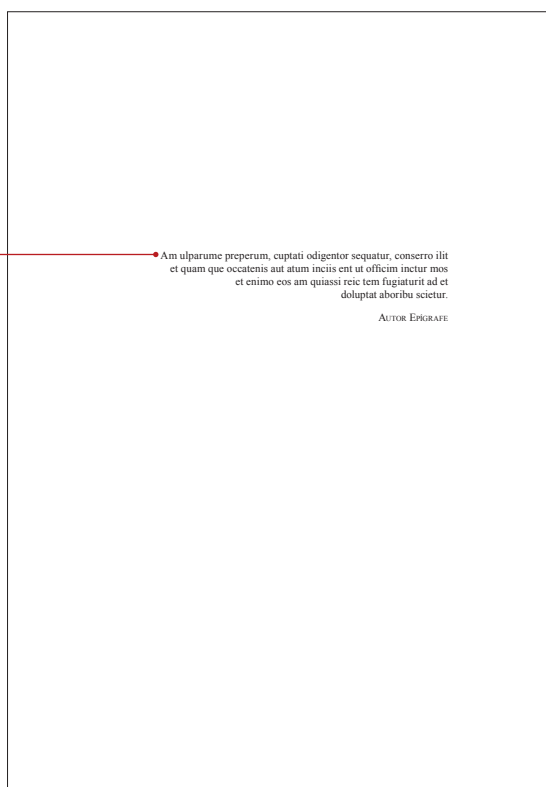 Am ulparume preperum, cuptati odigentor sequatur, conserro ilit
et quam que occatenis aut atum inciis ent ut officim inctur mos
et enimo eos am quiassi reic tem fugiaturit ad et
doluptat aboribu scietur.
Autor Epígrafe